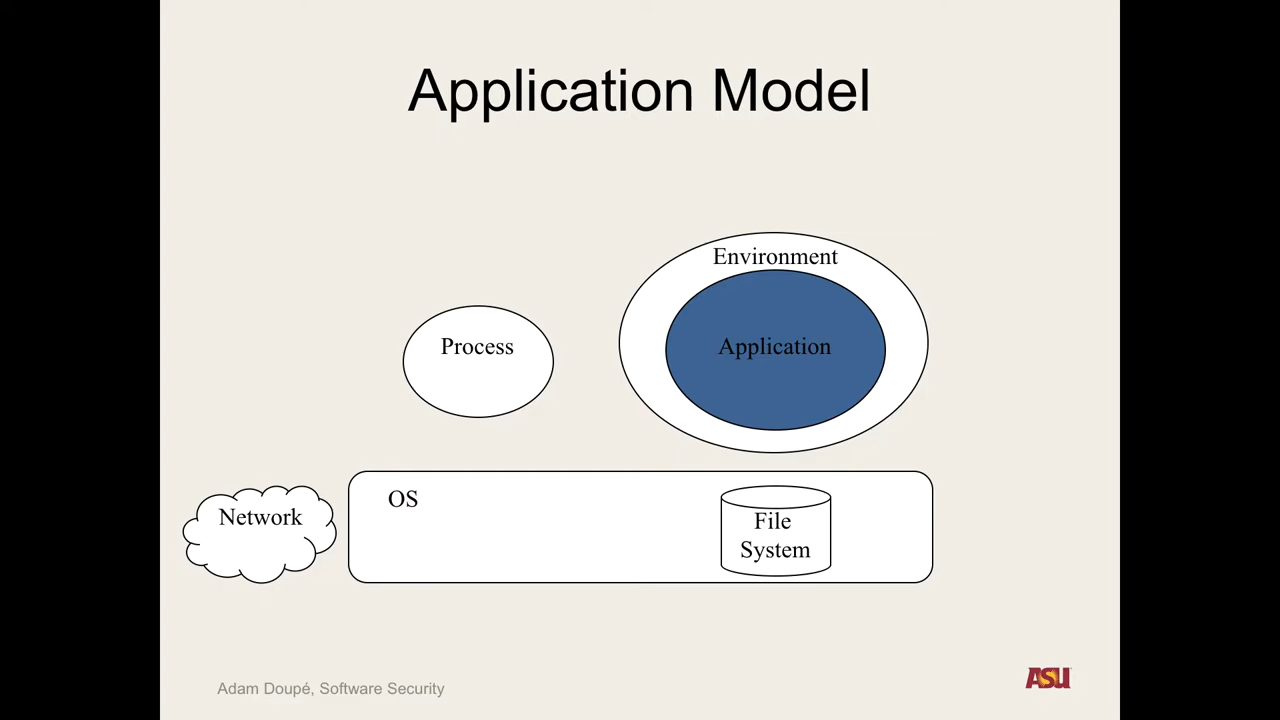 Application Model
Environment
Process
Application
OS
Network
File
System
Adam Doupé, Software Security
ASU